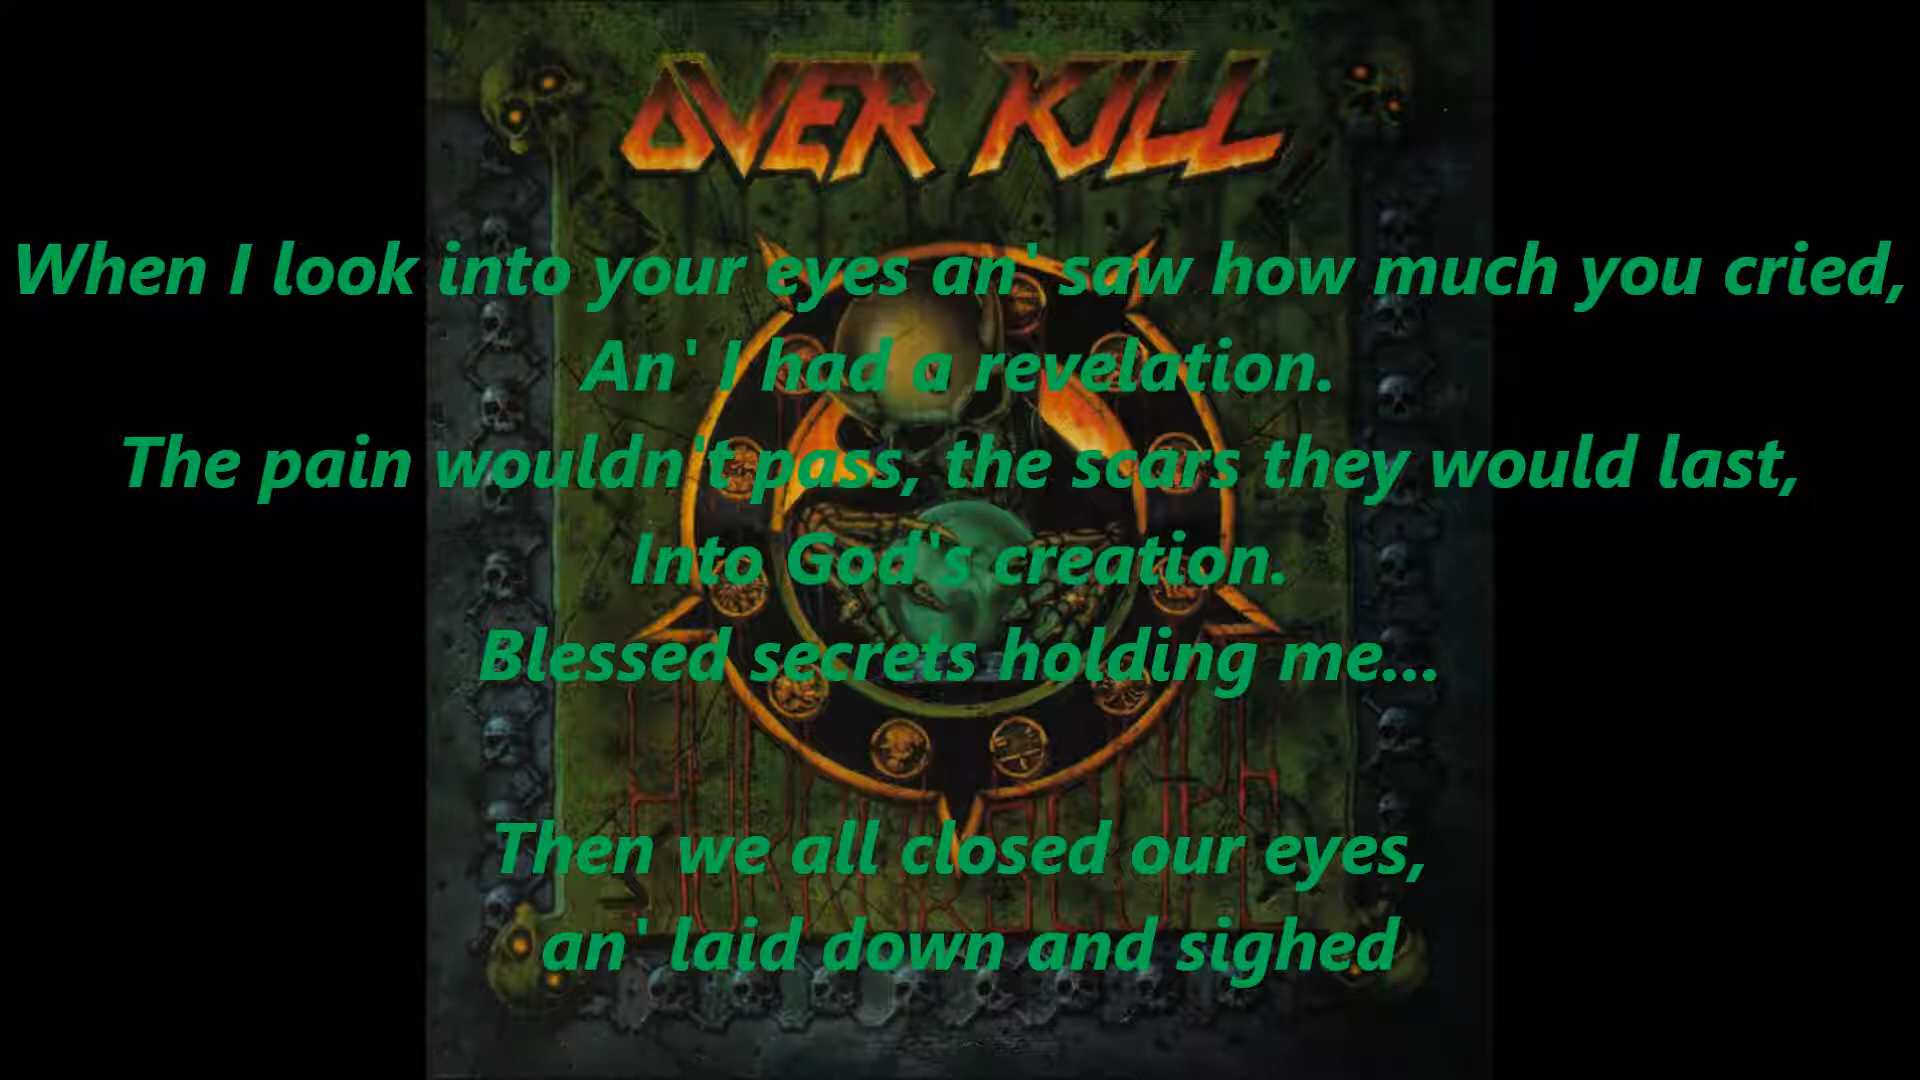 OVER KILL
When I look into your eyes an' saw how much you cried,
An' I had a revelation.
The pain wouldn't pass, the scars they would last,
Into God's creation.
Blessed secrets holding me...
Then we all closed our eyes,
an' laid down and sighed